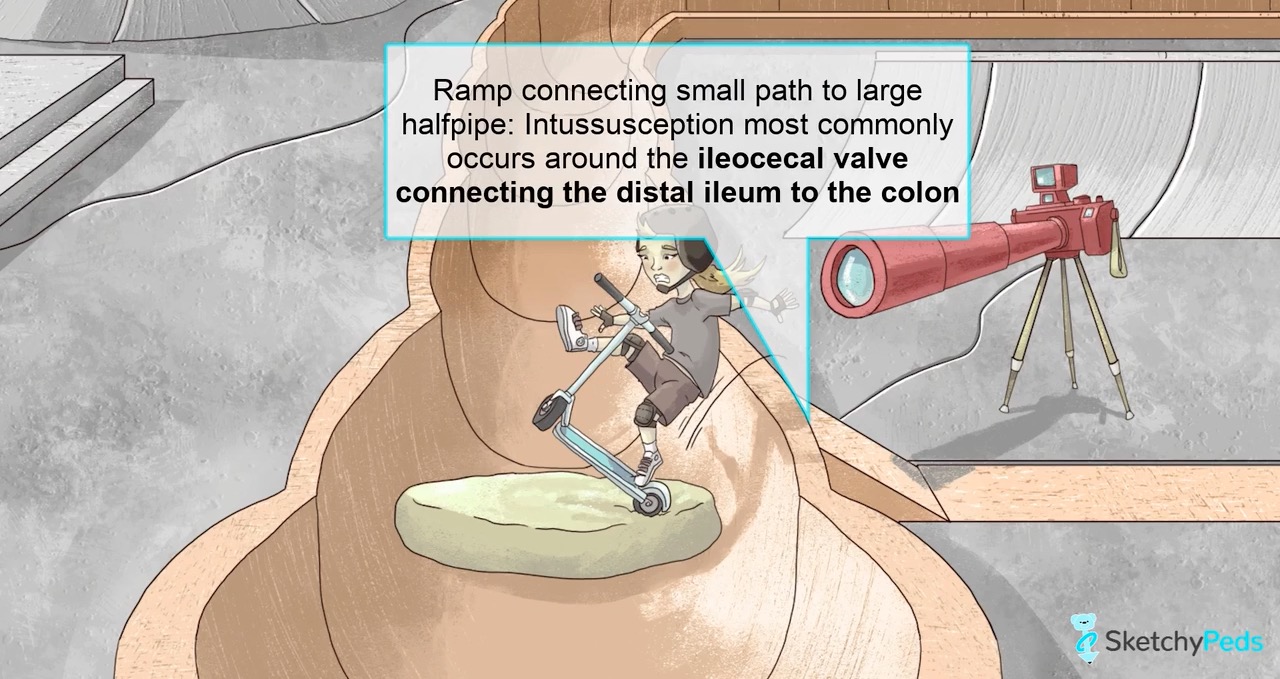 Ramp connecting small path to large
halfpipe: Intussusception most commonly
occurs around the ileocecal valve
connecting the distal ileum to the colon
SketchyPeds